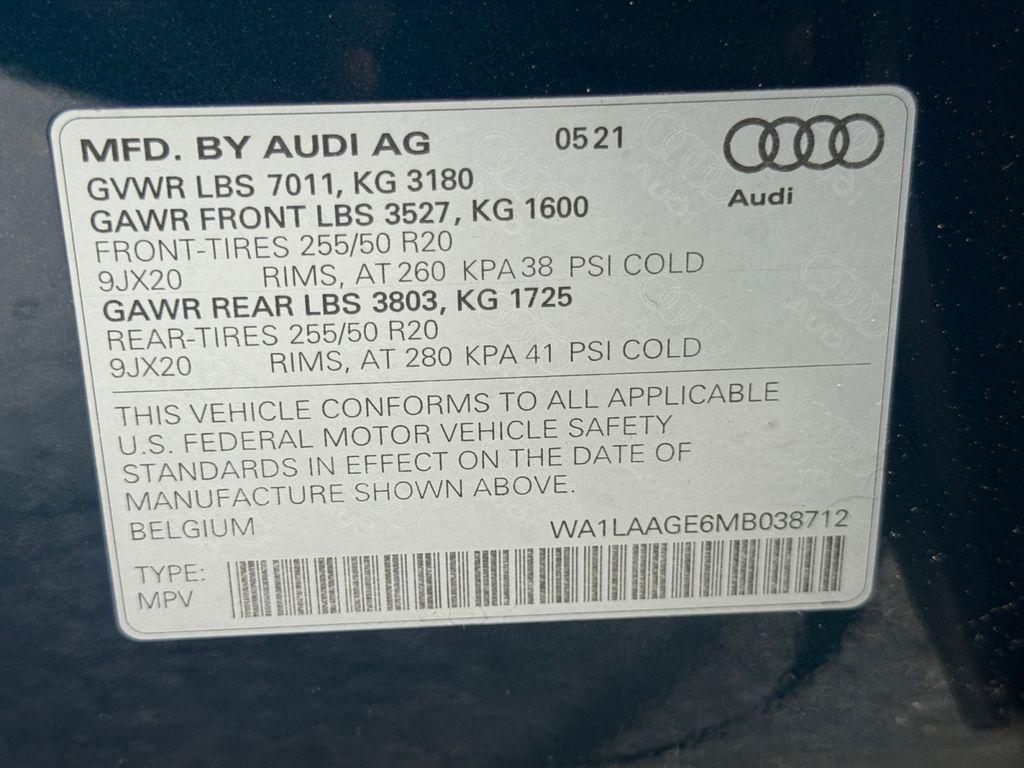 MFD. BY AUDI AG 0521
Audi
GVWR LBS 7011, KG 3180
GAWR FRONT LBS 3527, KG 1600
FRONT-TIRES 255/50 R20
9JX20 RIMS, AT 260 KPA 38 PSI COLD
GAWR REAR LBS 3803, KG 1725
REAR-TIRES 255/50 R20
9JX20 RIMS, AT 280 KPA 41 PSI COLD
THIS VEHICLE CONFORMS TO ALL APPLICABLE
U.S. FEDERAL MOTOR VEHICLE SAFETY
STANDARDS IN EFFECT ON THE DATE OF
MANUFACTURE SHOWN ABOVE.
BELGIUM WA1LAAGE6MB038712
TYPE:
MPV